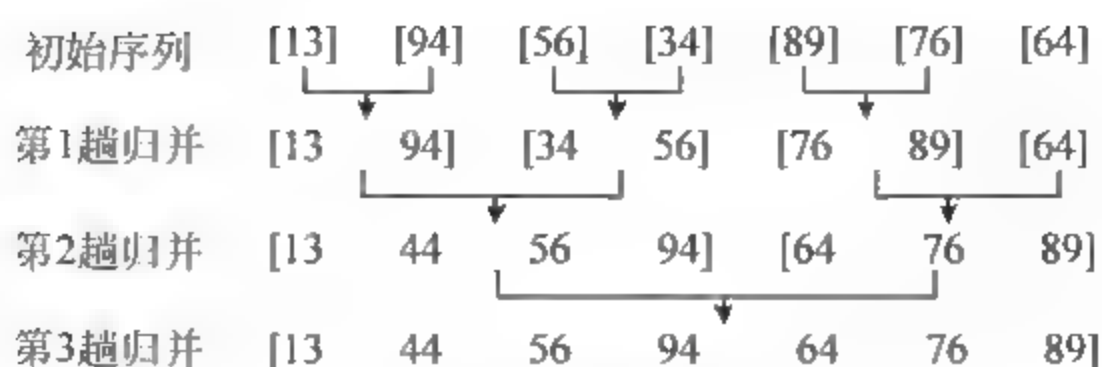 初始序列 [13] [94] [56] [34] [89] [76] [64]
第1趟归并 [13 94] [34 56] [76 89] [64]
第2趟归并 [13 44 56 94] [64 76 89]
第3趟归并 [13 44 56 94 64 76 89]